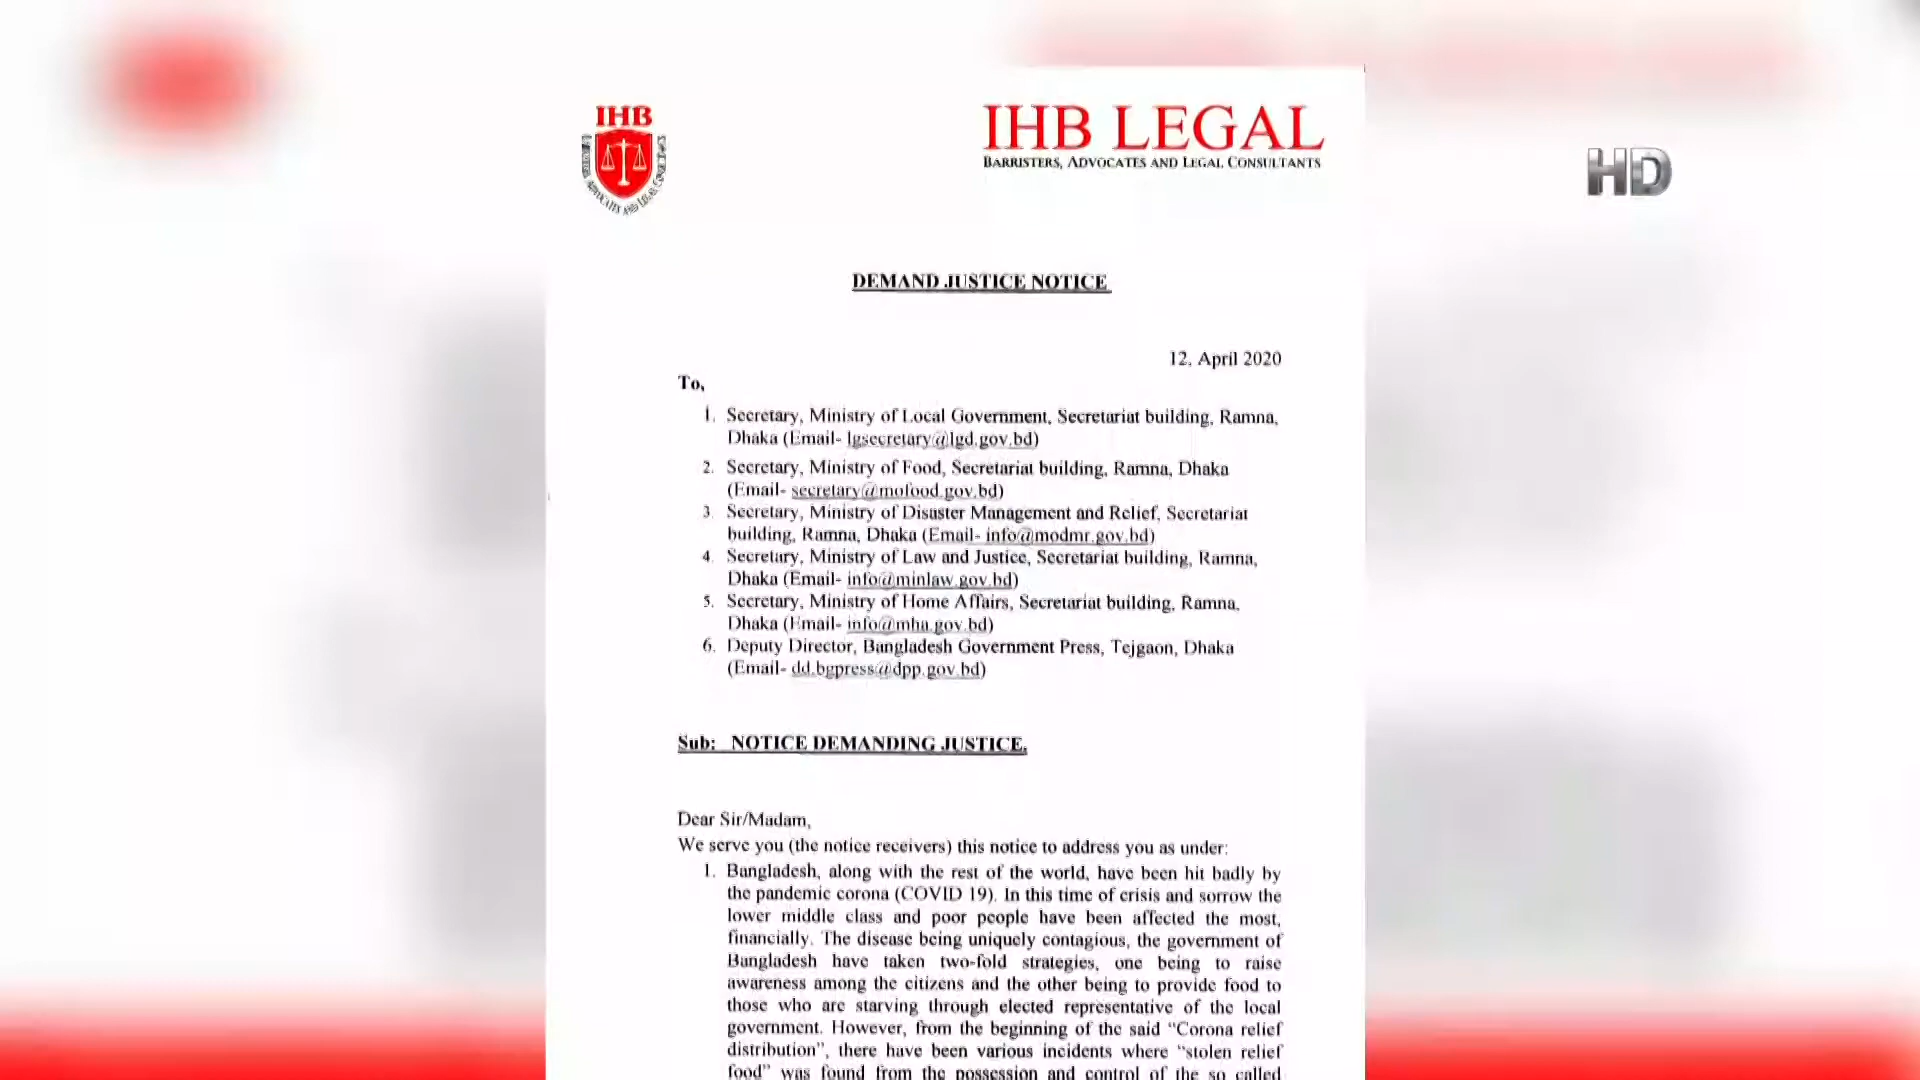 IHB
IHB LEGAL
BARRISTERS, ADVOCATES AND LEGAL CONSULTANTS
HD
DEMAND JUSTICE NOTICE
12, April 2020
To,
1. Secretary, Ministry of Local Government, Secretariat building, Ramna,
Dhaka (Email- lgsecretary@lgd.gov.bd)
2. Secretary, Ministry of Food, Secretariat building, Ramna, Dhaka
(Email- secretary@mofood.gov.bd)
3. Secretary, Ministry of Disaster Management and Relief, Secretariat
building, Ramna, Dhaka (Email- info@modmr.gov.bd)
4. Secretary, Ministry of Law and Justice, Secretariat building, Ramna,
Dhaka (Email- info@minlaw.gov.bd)
5. Secretary, Ministry of Home Affairs, Secretariat building, Ramna,
Dhaka (Email- info@mha.gov.bd)
6. Deputy Director, Bangladesh Government Press, Tejgaon, Dhaka
(Email- dd.bgpress@dpp.gov.bd)
Sub: NOTICE DEMANDING JUSTICE.
Dear Sir/Madam,
We serve you (the notice receivers) this notice to address you as under:
1. Bangladesh, along with the rest of the world, have been hit badly by
the pandemic corona (COVID 19). In this time of crisis and sorrow the
lower middle class and poor people have been affected the most,
financially. The disease being uniquely contagious, the government of
Bangladesh have taken two-fold strategies, one being to raise
awareness among the citizens and the other being to provide food to
those who are starving through elected representative of the local
government. However, from the beginning of the said “Corona relief
distribution”, there have been various incidents where “stolen relief
food” was found from the possession and control of the so called